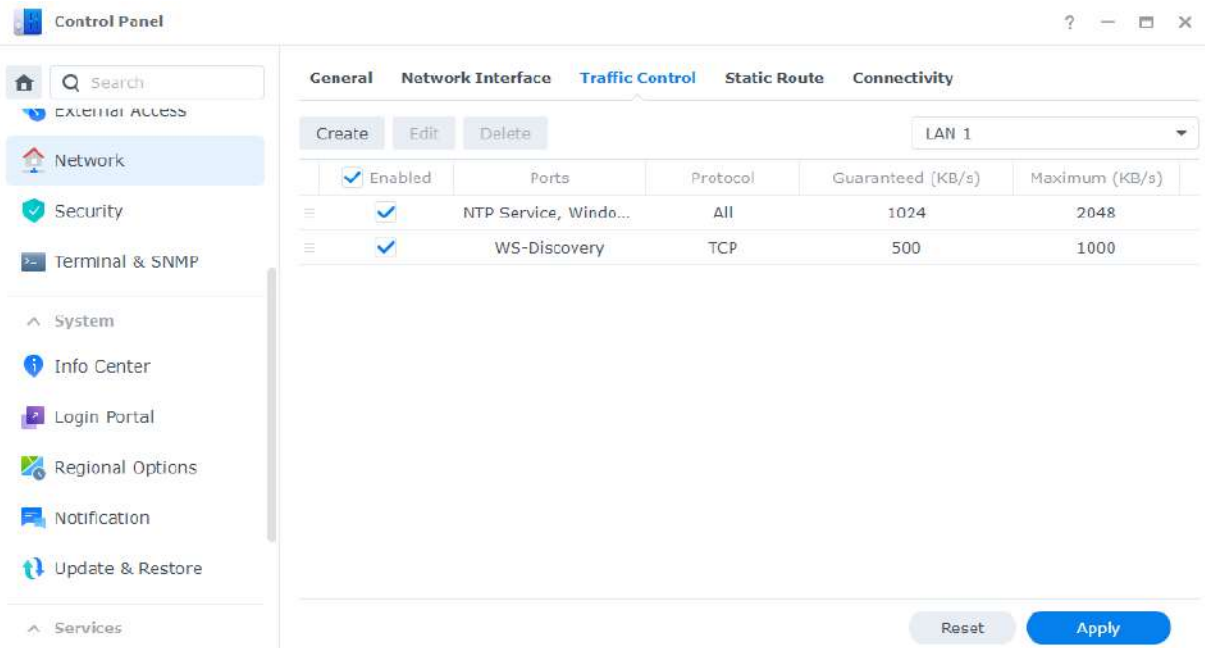 Control Panel
?
Search
External Access
Network
Security
Terminal & SNMP
System
Info Center
Login Portal
Regional Options
Notification
Update & Restore
Services
General Network Interface Traffic Control Static Route Connectivity
Create Edit Delete LAN 1
Enabled Ports Protocol Guaranteed (KB/s) Maximum (KB/s)
NTP Service, Windo... All 1024 2048
WS-Discovery TCP 500 1000
Reset Apply